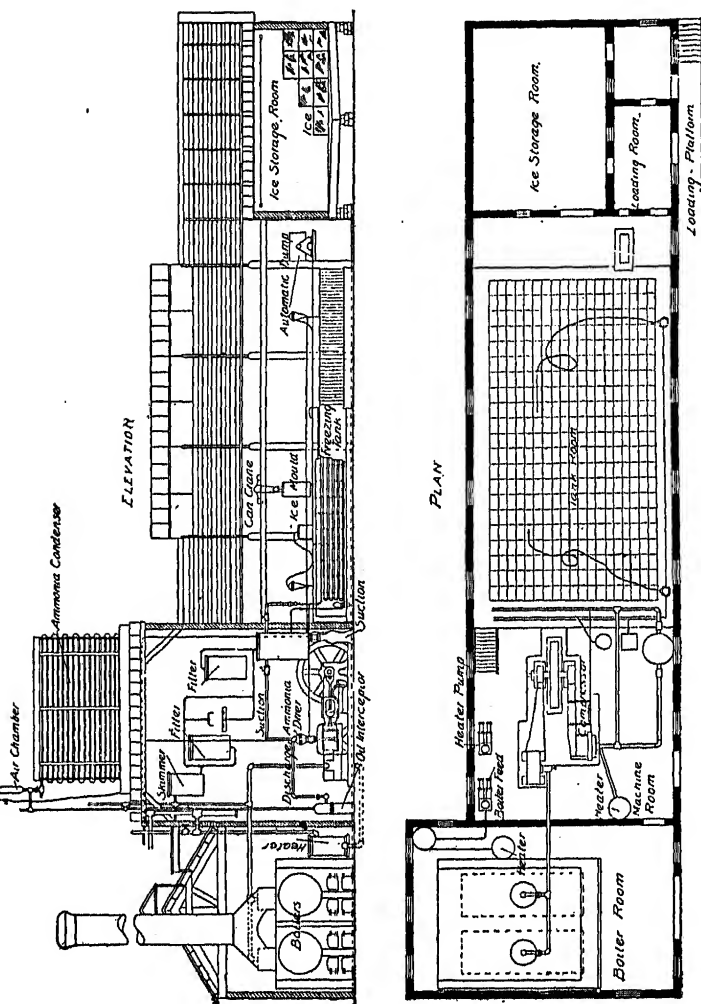 ELEVATION
Air Chamber
Ammonia Condenser
Skimmer
Filter
Filter
Suction
Discharge
Ammonia
Drier
Oil Interceptor
Suction
Heater
Boilers
Can Crane
Ice Mould
Freezing
Tank
Automatic Dump
Ice Storage Room
Ice
PLAN
Ice Storage Room.
Loading Room.
Loading-Platform
Tank Room
Heater Pump
Boiler Feed
Compressor
Heater
Machine
Room
Heater
Boiler Room